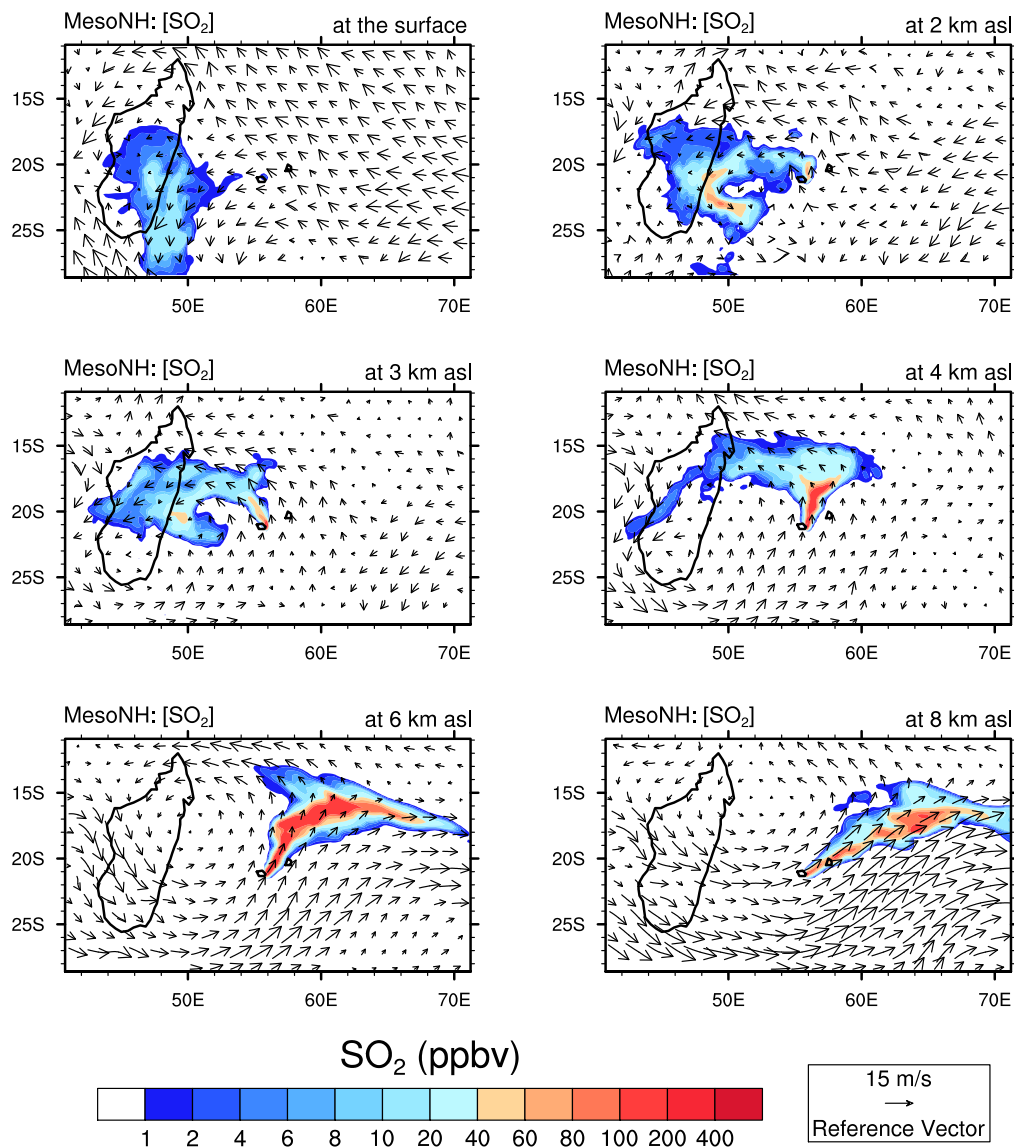 MesoNH: [SO₂] at the surface
MesoNH: [SO₂] at 2 km asl
15S
20S
25S
50E 60E 70E
15S
20S
25S
50E 60E 70E
MesoNH: [SO₂] at 3 km asl
MesoNH: [SO₂] at 4 km asl
15S
20S
25S
50E 60E 70E
15S
20S
25S
50E 60E 70E
MesoNH: [SO₂] at 6 km asl
MesoNH: [SO₂] at 8 km asl
15S
20S
25S
50E 60E 70E
15S
20S
25S
50E 60E 70E
SO₂ (ppbv)
1 2 4 6 8 10 20 40 60 80 100 200 400
15 m/s
Reference Vector